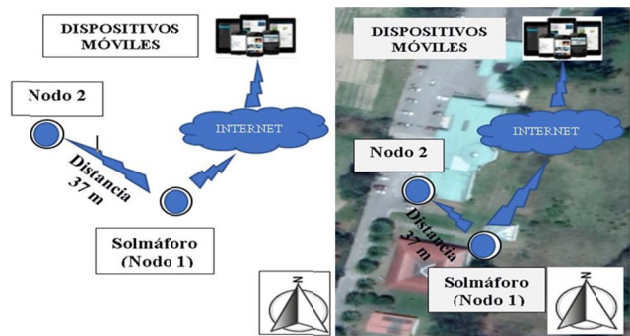 DISPOSITIVOS
MÓVILES
Nodo 2
INTERNET
Distancia
37 m
Solmáforo
(Nodo 1)
N
DISPOSITIVOS
MÓVILES
INTERNET
Nodo 2
Distancia
37 m
Solmáforo
(Nodo 1)
N